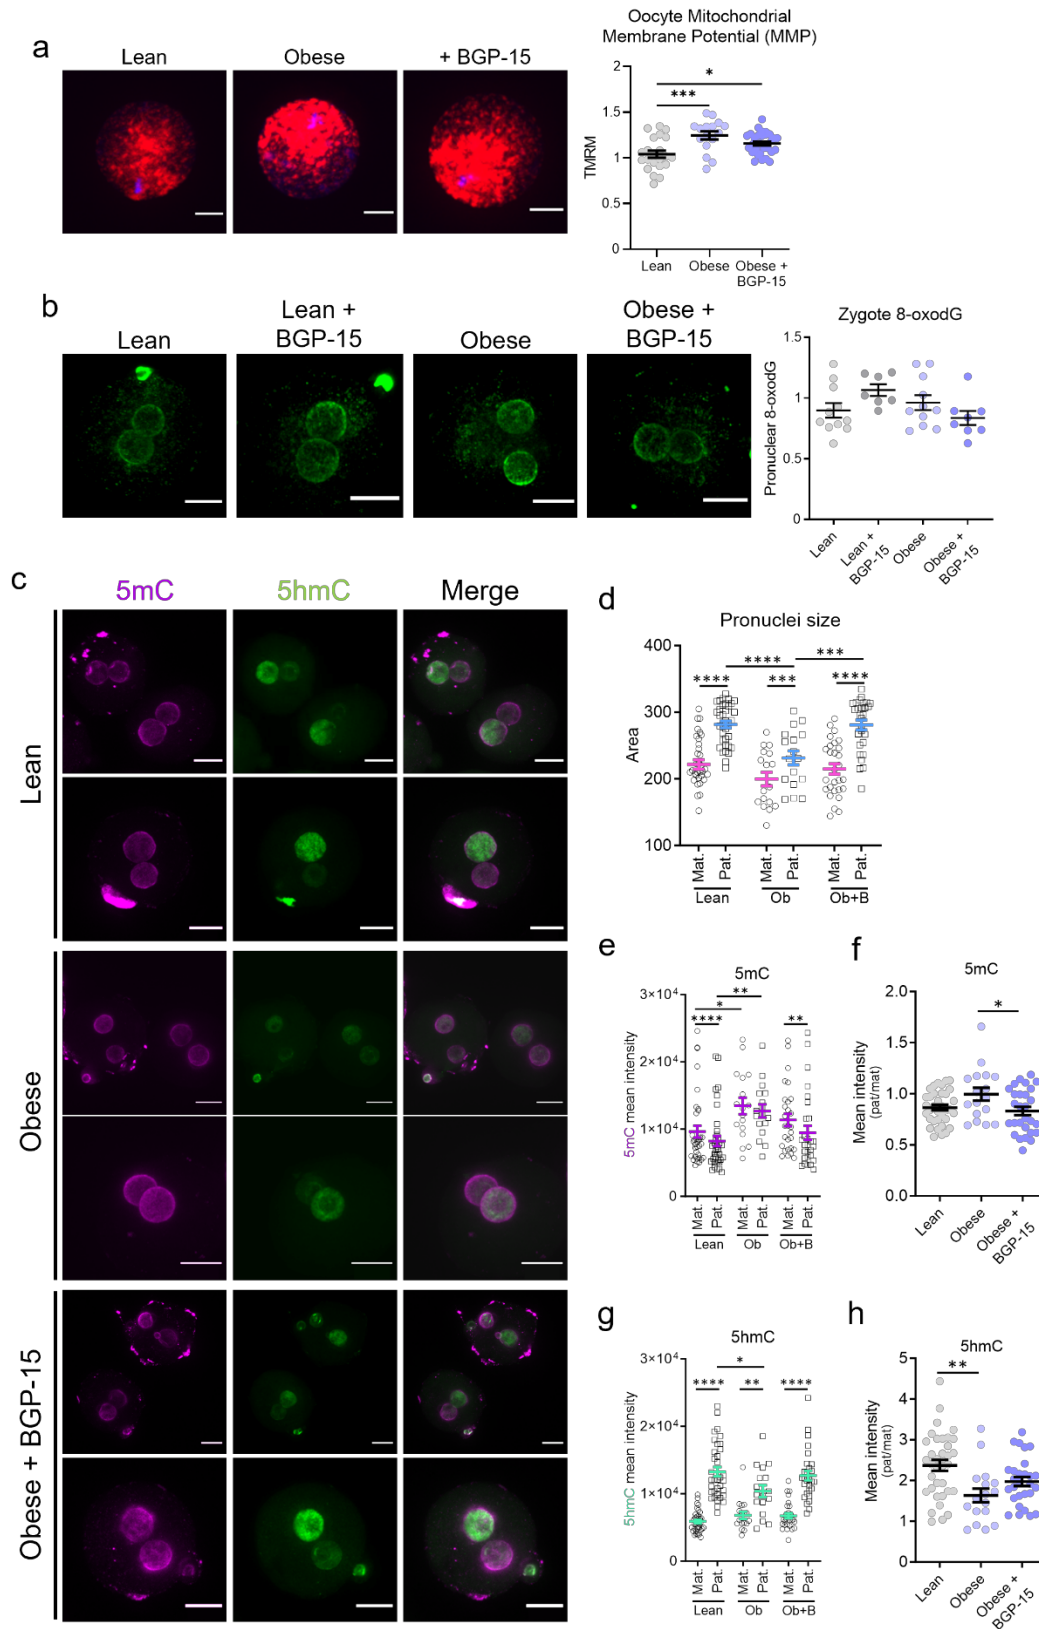 a
Lean
Obese
+ BGP-15
Oocyte Mitochondrial
Membrane Potential (MMP)
2
1.5
1
0.5
0
TMRM
*
***
Lean
Obese
Obese +
BGP-15
b
Lean
Lean +
BGP-15
Obese
Obese +
BGP-15
Zygote 8-oxodG
1.5
1
0.5
0
Pronuclear 8-oxodG
Lean
Lean +
BGP-15
Obese
Obese +
BGP-15
c
5mC
5hmC
Merge
Lean
Obese
Obese + BGP-15
d
Pronuclei size
400
300
200
100
Area
****
***
****
***
****
Mat.
Pat.
Mat.
Pat.
Mat.
Pat.
Lean
Ob
Ob+B
e
5mC
3×10⁴
2×10⁴
1×10⁴
0
5mC mean intensity
**
*
****
**
Mat.
Pat.
Mat.
Pat.
Mat.
Pat.
Lean
Ob
Ob+B
f
5mC
2.0
1.5
1.0
0.5
0.0
Mean intensity
(pat/mat)
*
Lean
Obese
Obese +
BGP-15
g
5hmC
3×10⁴
2×10⁴
1×10⁴
0
5hmC mean intensity
*
****
**
****
Mat.
Pat.
Mat.
Pat.
Mat.
Pat.
Lean
Ob
Ob+B
h
5hmC
5
4
3
2
1
0
Mean intensity
(pat/mat)
**
Lean
Obese
Obese +
BGP-15